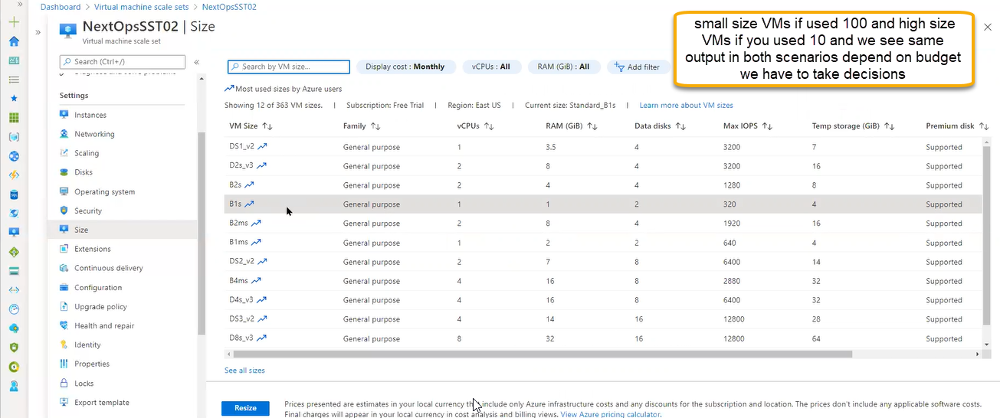 Dashboard > Virtual machine scale sets > NextOpsSST02
NextOpsSST02 | Size
Virtual machine scale set
small size VMs if used 100 and high size
VMs if you used 10 and we see same
output in both scenarios depend on budget
we have to take decisions
Search (Ctrl+/)
Settings
Instances
Networking
Scaling
Disks
Operating system
Security
Size
Extensions
Continuous delivery
Configuration
Upgrade policy
Health and repair
Identity
Properties
Locks
Export template
Search by VM size...
Display cost : Monthly
vCPUs : All
RAM (GiB) : All
Add filter
Most used sizes by Azure users
Showing 12 of 363 VM sizes. | Subscription: Free Trial | Region: East US | Current size: Standard_B1s | Learn more about VM sizes
VM Size Family vCPUs RAM (GiB) Data disks Max IOPS Temp storage (GiB) Premium disk
DS1_v2 General purpose 1 3.5 4 3200 7 Supported
D2s_v3 General purpose 2 8 4 3200 16 Supported
B2s General purpose 2 4 4 1280 8 Supported
B1s General purpose 1 1 2 320 4 Supported
B2ms General purpose 2 8 4 1920 16 Supported
B1ms General purpose 1 2 2 640 4 Supported
DS2_v2 General purpose 2 7 8 6400 14 Supported
B4ms General purpose 4 16 8 2880 32 Supported
D4s_v3 General purpose 4 16 8 6400 32 Supported
DS3_v2 General purpose 4 14 16 12800 28 Supported
D8s_v3 General purpose 8 32 16 12800 64 Supported
See all sizes
Resize
Prices presented are estimates in your local currency that include only Azure infrastructure costs and any discounts for the subscription and location. The prices don't include any applicable software costs.
Final charges will appear in your local currency in cost analysis and billing views. View Azure pricing calculator.